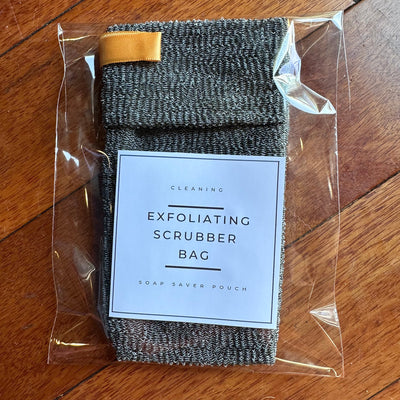 CLEANING
EXFOLIATING
SCRUBBER
BAG
SOAP SAVER POUCH